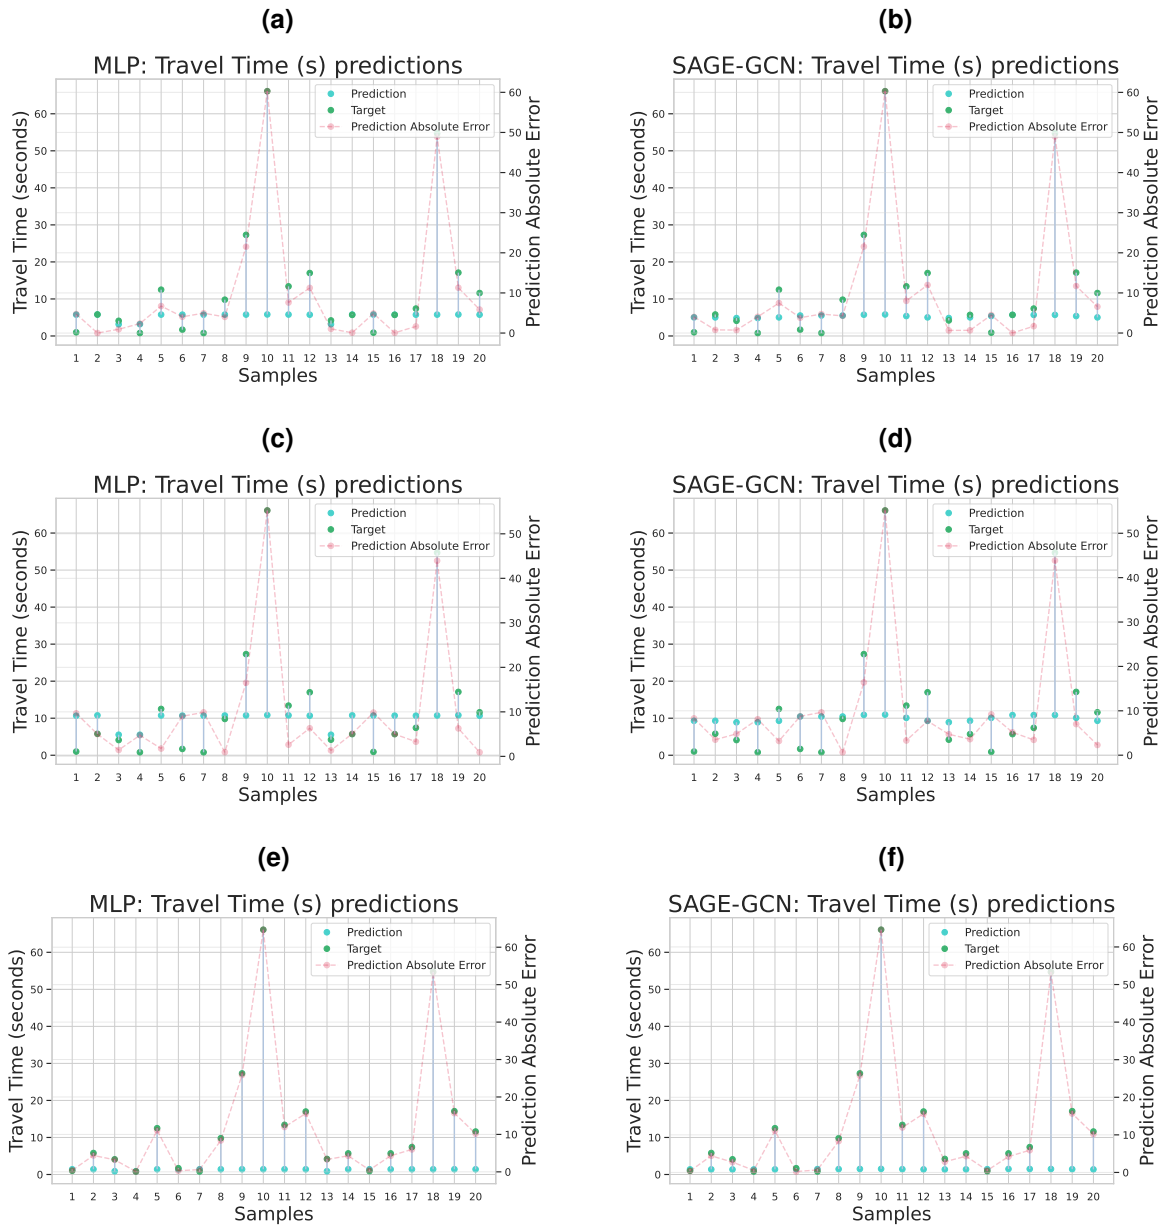 (a)
MLP: Travel Time (s) predictions
Prediction
Target
Prediction Absolute Error
Travel Time (seconds)
60
50
40
30
20
10
0
Prediction Absolute Error
60
50
40
30
20
10
0
1 2 3 4 5 6 7 8 9 10 11 12 13 14 15 16 17 18 19 20
Samples
(b)
SAGE-GCN: Travel Time (s) predictions
Prediction
Target
Prediction Absolute Error
Travel Time (seconds)
60
50
40
30
20
10
0
Prediction Absolute Error
60
50
40
30
20
10
0
1 2 3 4 5 6 7 8 9 10 11 12 13 14 15 16 17 18 19 20
Samples
(c)
MLP: Travel Time (s) predictions
Prediction
Target
Prediction Absolute Error
Travel Time (seconds)
60
50
40
30
20
10
0
Prediction Absolute Error
50
40
30
20
10
0
1 2 3 4 5 6 7 8 9 10 11 12 13 14 15 16 17 18 19 20
Samples
(d)
SAGE-GCN: Travel Time (s) predictions
Prediction
Target
Prediction Absolute Error
Travel Time (seconds)
60
50
40
30
20
10
0
Prediction Absolute Error
50
40
30
20
10
0
1 2 3 4 5 6 7 8 9 10 11 12 13 14 15 16 17 18 19 20
Samples
(e)
MLP: Travel Time (s) predictions
Prediction
Target
Prediction Absolute Error
Travel Time (seconds)
60
50
40
30
20
10
0
Prediction Absolute Error
60
50
40
30
20
10
0
1 2 3 4 5 6 7 8 9 10 11 12 13 14 15 16 17 18 19 20
Samples
(f)
SAGE-GCN: Travel Time (s) predictions
Prediction
Target
Prediction Absolute Error
Travel Time (seconds)
60
50
40
30
20
10
0
Prediction Absolute Error
60
50
40
30
20
10
0
1 2 3 4 5 6 7 8 9 10 11 12 13 14 15 16 17 18 19 20
Samples